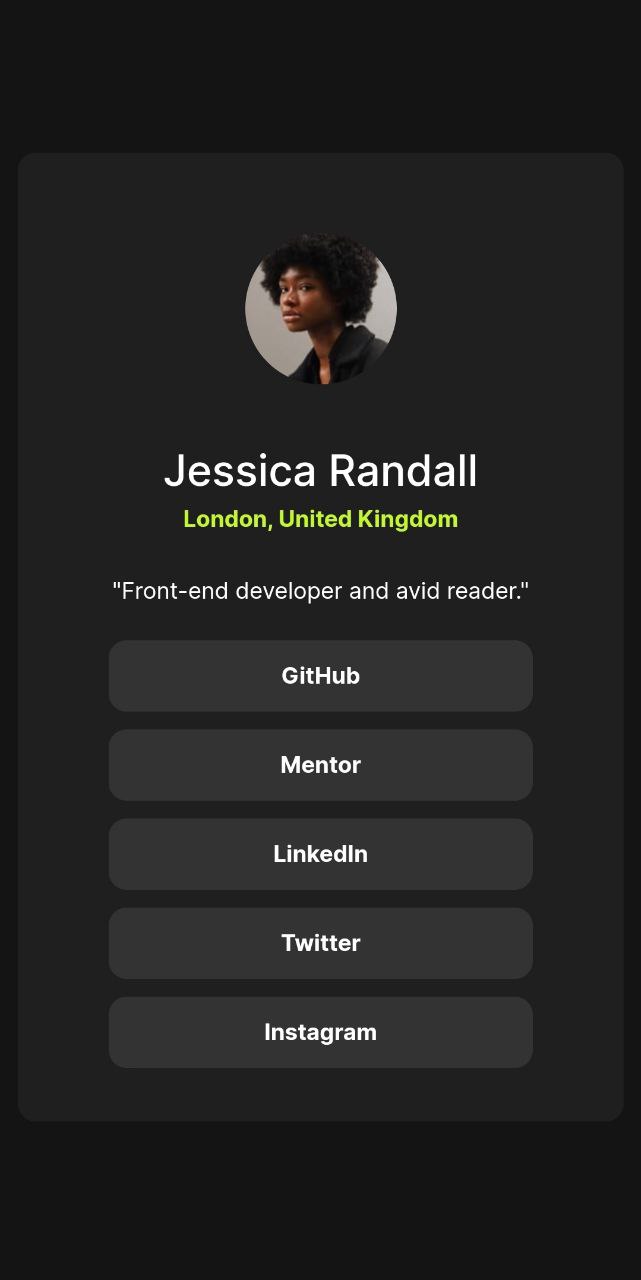 Jessica Randall
London, United Kingdom
"Front-end developer and avid reader."
GitHub
Mentor
LinkedIn
Twitter
Instagram